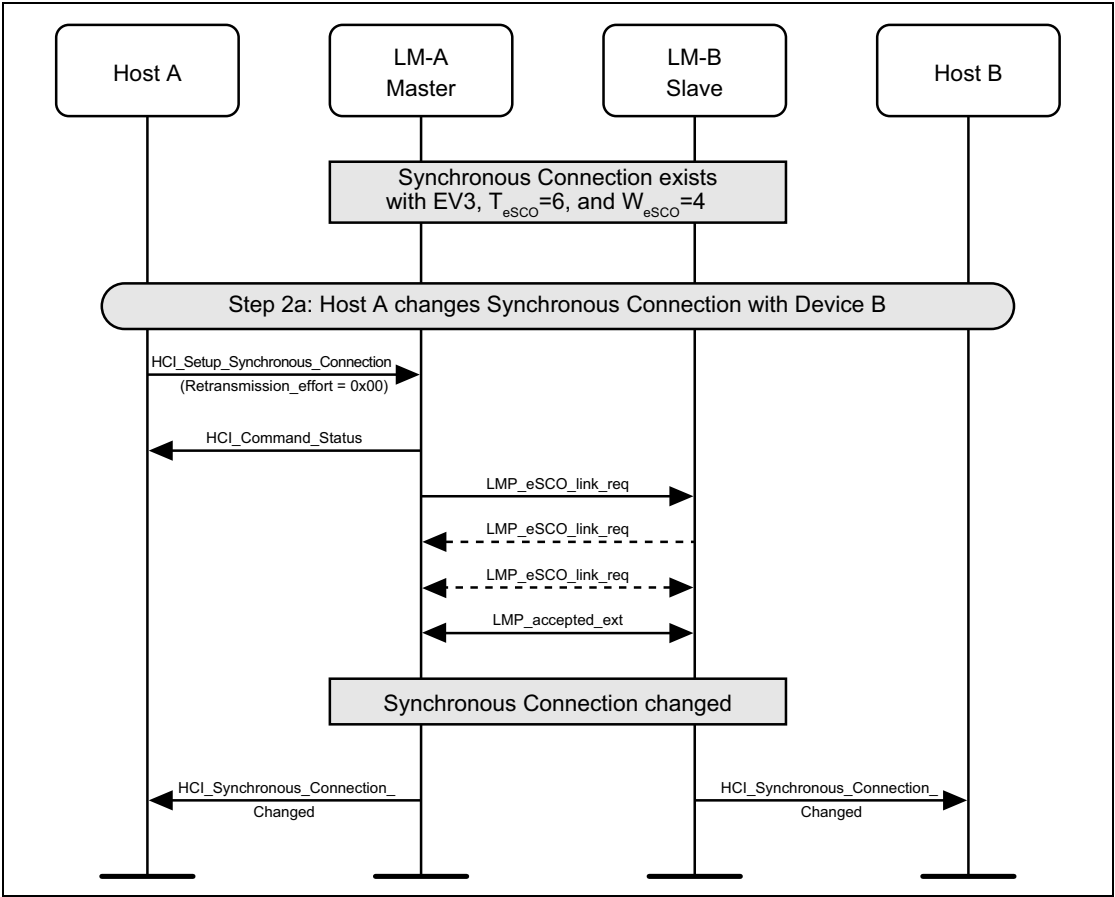 Host A
LM-A
Master
LM-B
Slave
Host B
Synchronous Connection exists
with EV3, TeSCO=6, and WeSCO=4
Step 2a: Host A changes Synchronous Connection with Device B
HCI_Setup_Synchronous_Connection
(Retransmission_effort = 0x00)
HCI_Command_Status
LMP_eSCO_link_req
LMP_eSCO_link_req
LMP_eSCO_link_req
LMP_accepted_ext
Synchronous Connection changed
HCI_Synchronous_Connection_
Changed
HCI_Synchronous_Connection_
Changed